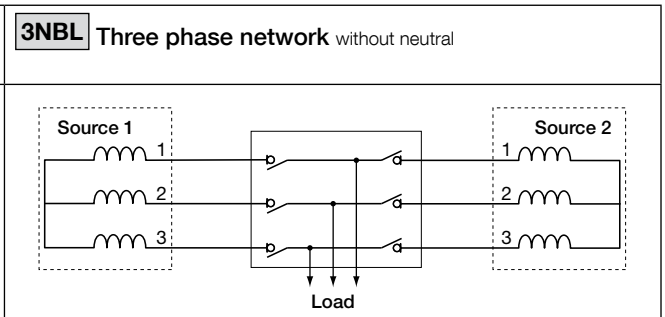 3NBL Three phase network without neutral
Source 1 Source 2
1 1
2 2
3 3
Load